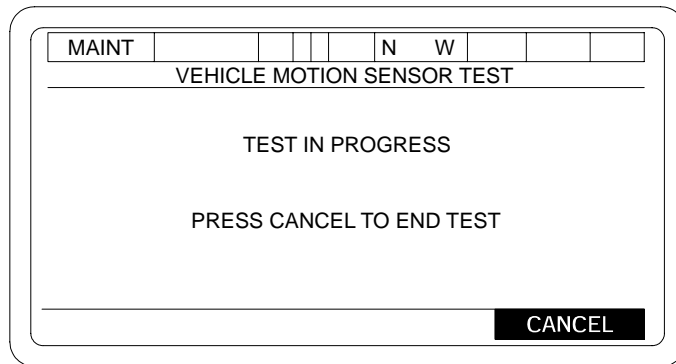 MAINT N W
VEHICLE MOTION SENSOR TEST
TEST IN PROGRESS
PRESS CANCEL TO END TEST
CANCEL